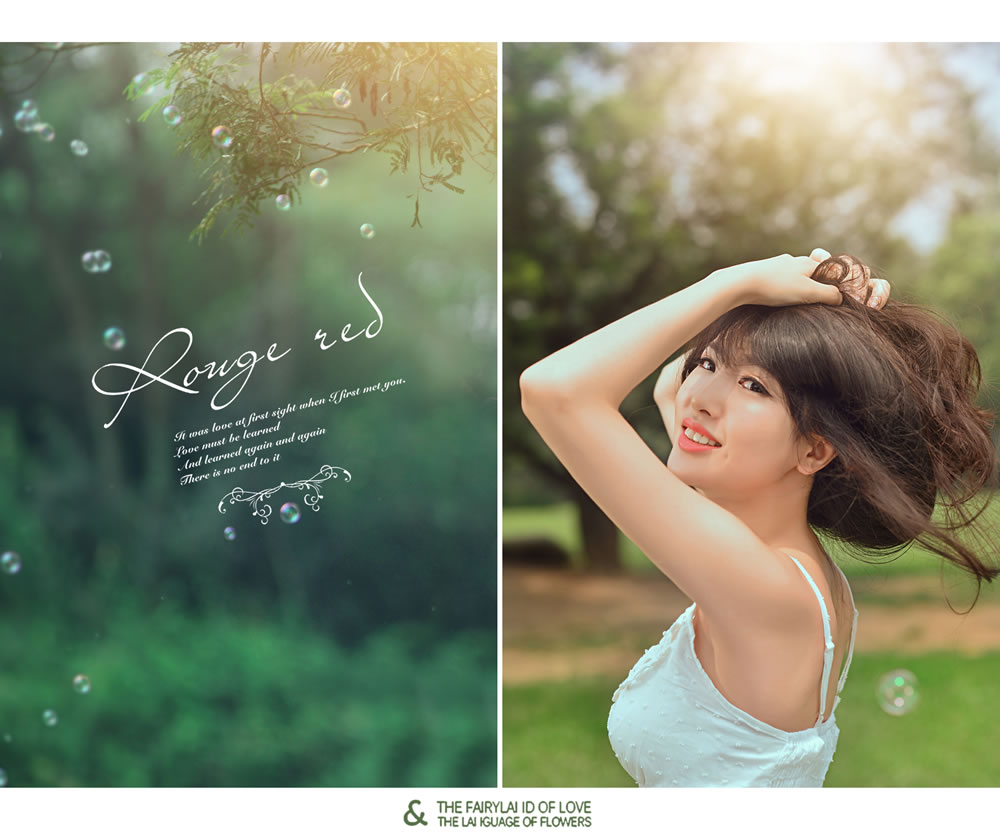 Rouge red
It was love at first sight when I first met you.
Love must be learned
And learned again and again
There is no end to it
& THE FAIRYLAI ID OF LOVE
THE LAI IGUAGE OF FLOWERS